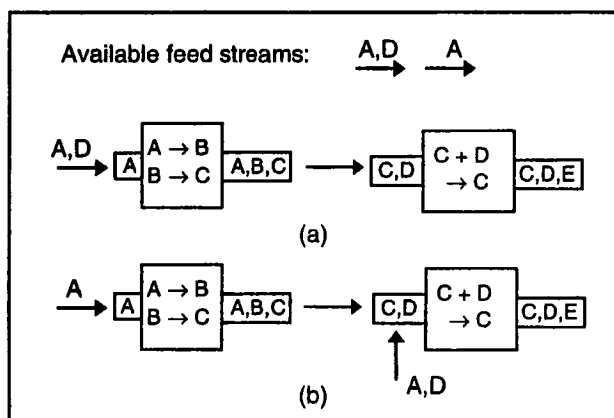 Available feed streams: A,D A
A,D
A
A → B
B → C
A,B,C
C,D
C + D
→ C
C,D,E
(a)
A
A
A → B
B → C
A,B,C
C,D
C + D
→ C
C,D,E
A,D
(b)